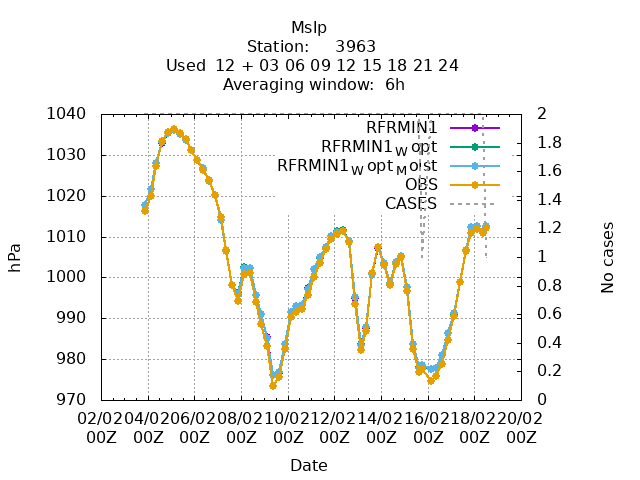 Mslp
Station: 3963
Used 12 + 03 06 09 12 15 18 21 24
Averaging window: 6h
1040
1030
1020
1010
1000
990
980
970
hPa
2
1.8
1.6
1.4
1.2
1
0.8
0.6
0.4
0.2
0
No cases
RFRMIN1
RFRMIN1_W opt
RFRMIN1_W opt_M oist
OBS
CASES
02/02 04/02 06/02 08/02 10/02 12/02 14/02 16/02 18/02 20/02
00Z 00Z 00Z 00Z 00Z 00Z 00Z 00Z 00Z 00Z
Date